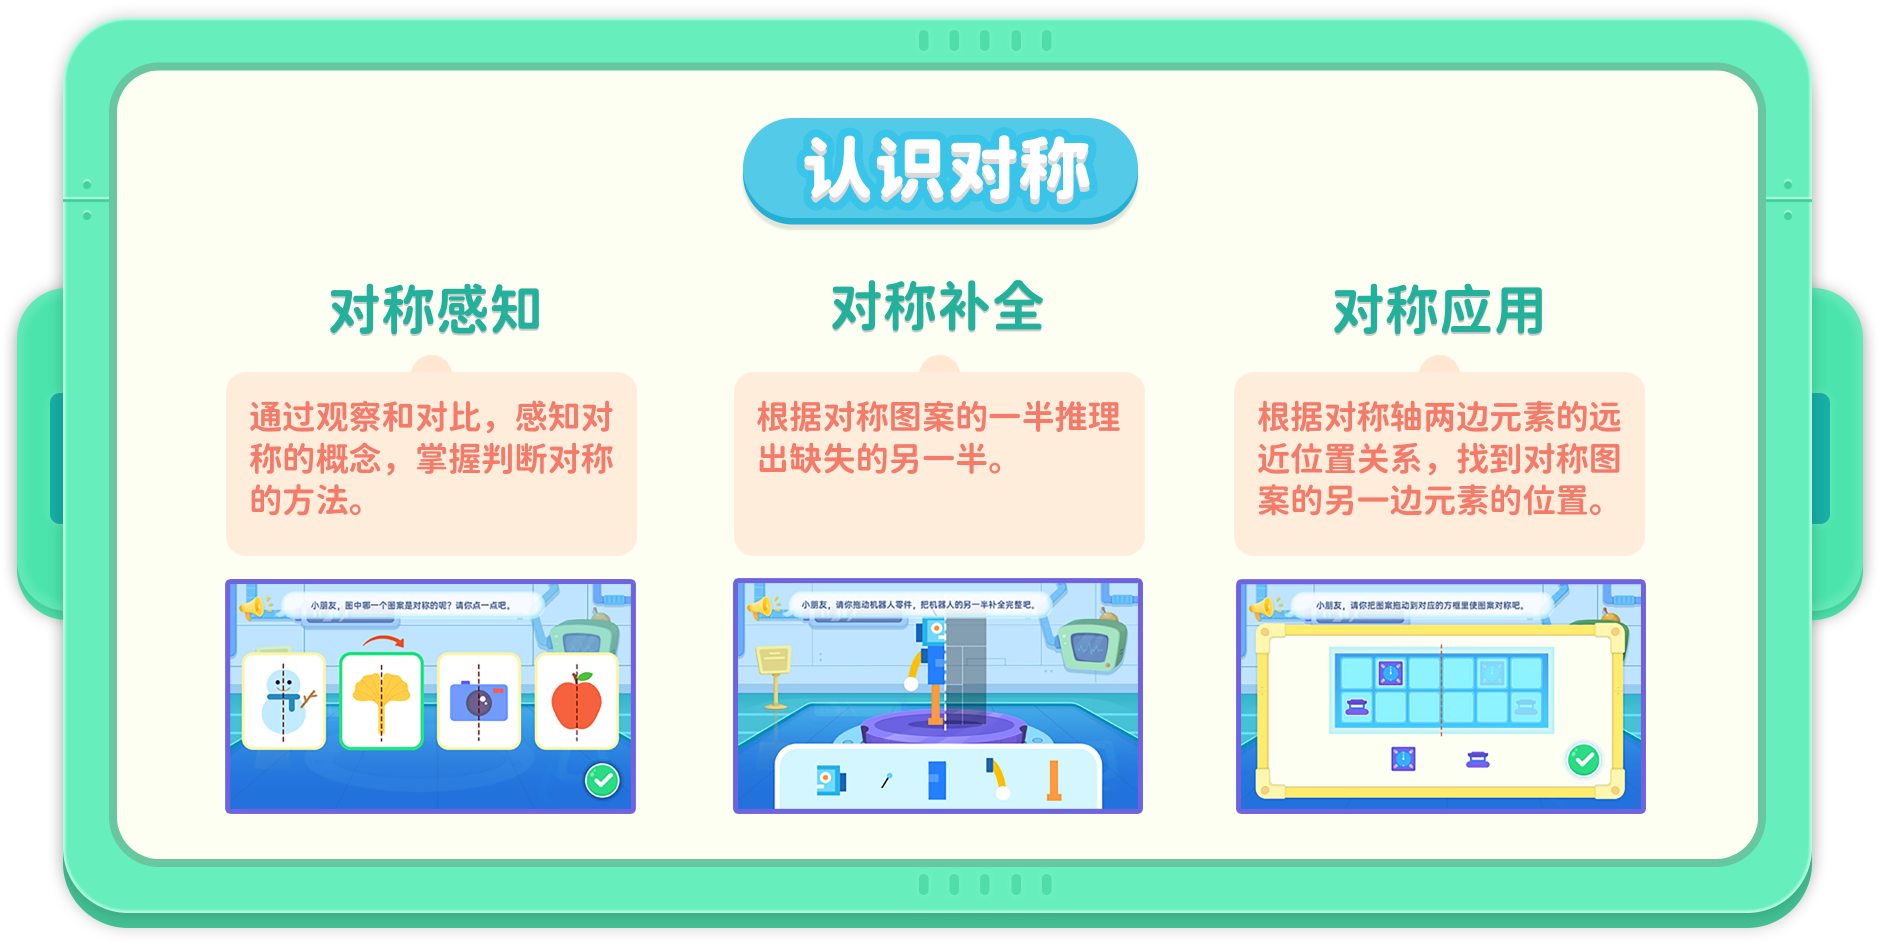 认识对称
对称感知
通过观察和对比，感知对
称的概念，掌握判断对称
的方法。
小朋友，图中哪一个图案是对称的呢？请你点一点吧。
对称补全
根据对称图案的一半推理
出缺失的另一半。
小朋友，请你拖动机器人零件，把机器人的另一半补全完整吧。
对称应用
根据对称轴两边元素的远
近位置关系，找到对称图
案的另一边元素的位置。
小朋友，请你把图案拖动到对应的方框里使图案对称吧。